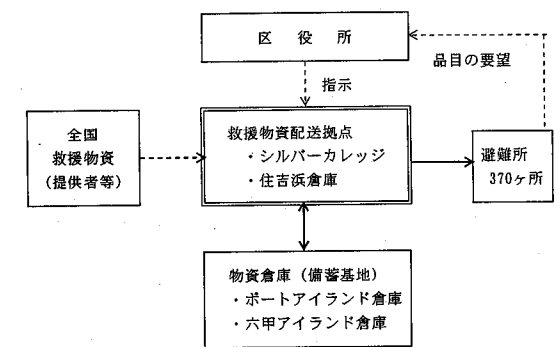 区　役　所
品目の要望
指示
全国
救援物資
(提供者等)
救援物資配送拠点
・シルバーカレッジ
・住吉浜倉庫
避難所
370ヶ所
物資倉庫（備蓄基地）
・ポートアイランド倉庫
・六甲アイランド倉庫